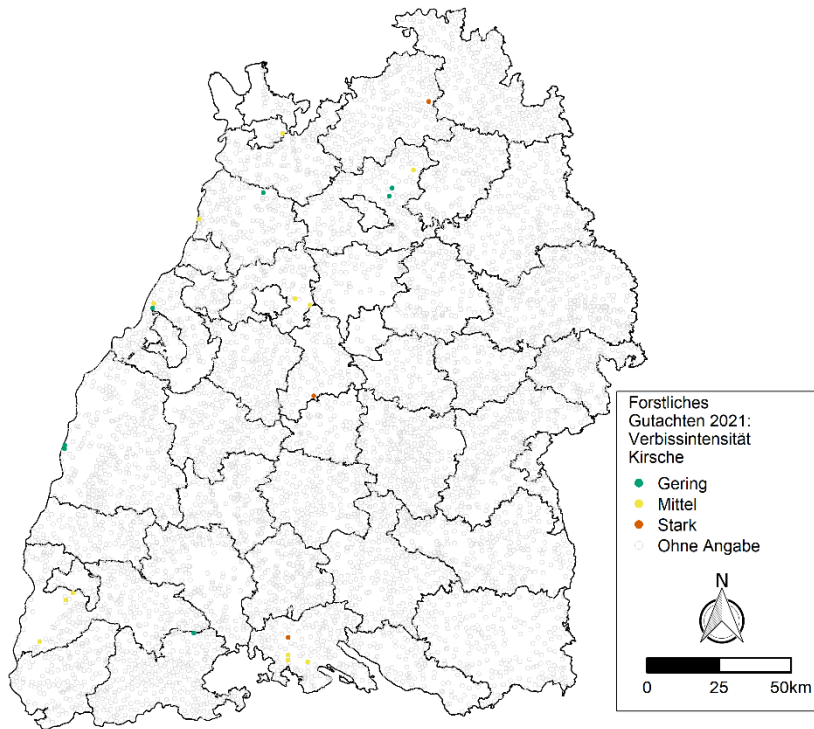 Forstliches
Gutachten 2021:
Verbissintensität
Kirsche
Gering
Mittel
Stark
Ohne Angabe
N
0 25 50km